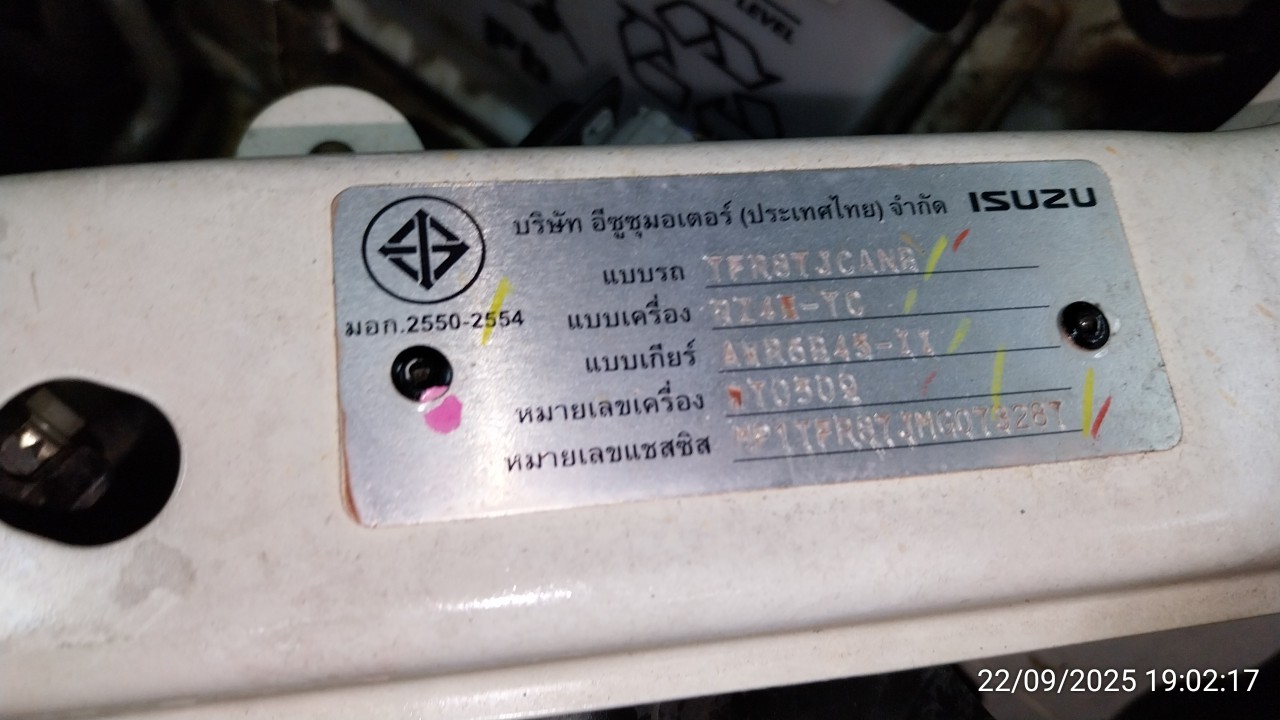 LEVEL
บริษัท อีซูซุมอเตอร์ (ประเทศไทย) จำกัด ISUZU
แบบรถ TFR8TJCAN8
มอก.2550-2554
แบบเครื่อง
แบบเกียร์
หมายเลขเครื่อง
หมายเลขแชสซิส
22/09/2025 19:02:17